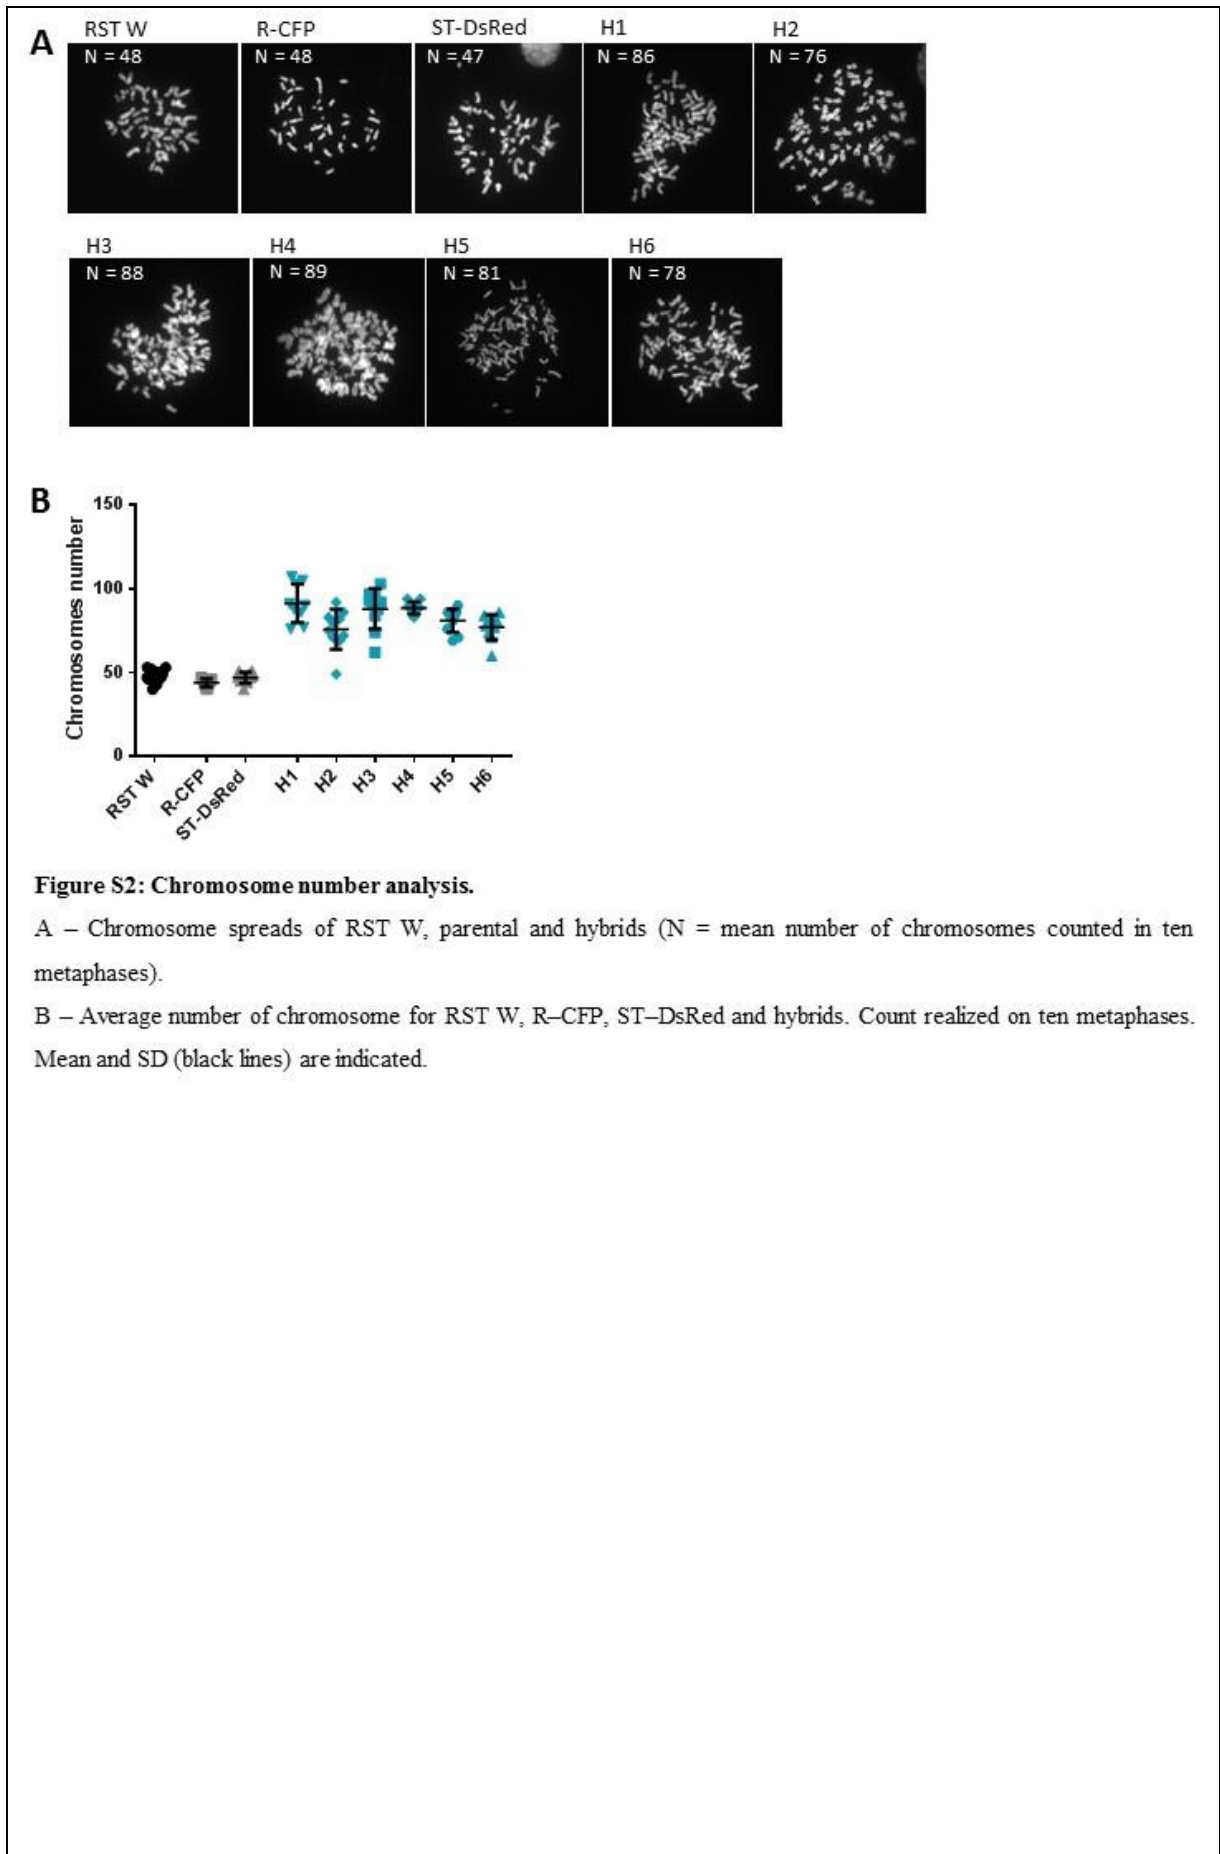 A
RST W R-CFP ST-DsRed H1 H2
N = 48 N = 48 N = 47 N = 86 N = 76
H3 H4 H5 H6
N = 88 N = 89 N = 81 N = 78
B
Chromosomes number
150
100
50
0
RST W R-CFP ST-DsRed H1 H2 H3 H4 H5 H6
Figure S2: Chromosome number analysis.
A – Chromosome spreads of RST W, parental and hybrids (N = mean number of chromosomes counted in ten
metaphases).
B – Average number of chromosome for RST W, R–CFP, ST–DsRed and hybrids. Count realized on ten metaphases.
Mean and SD (black lines) are indicated.